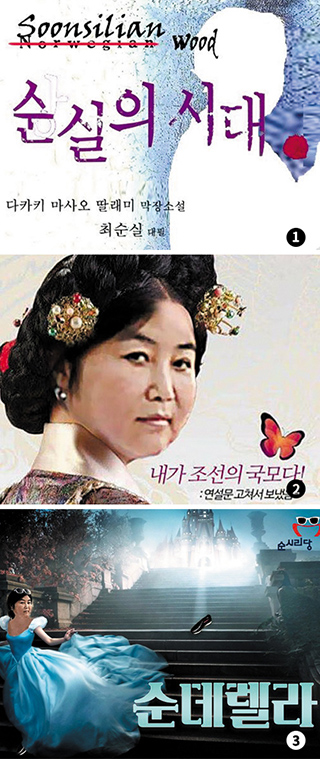 Soonsilian
Norwegian Wood
순실의 시대
다카키 마사오 딸래미 막장소설
최순실 대필
1
내가 조선의 국모다!
:연설문 고쳐서 보냈
2
순시리당
순데렐라
3